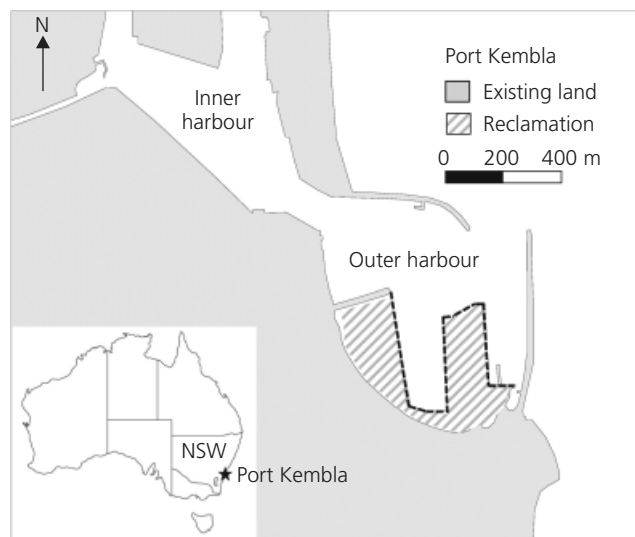 N
Inner
harbour
Port Kembla
Existing land
Reclamation
0 200 400 m
Outer harbour
NSW
Port Kembla